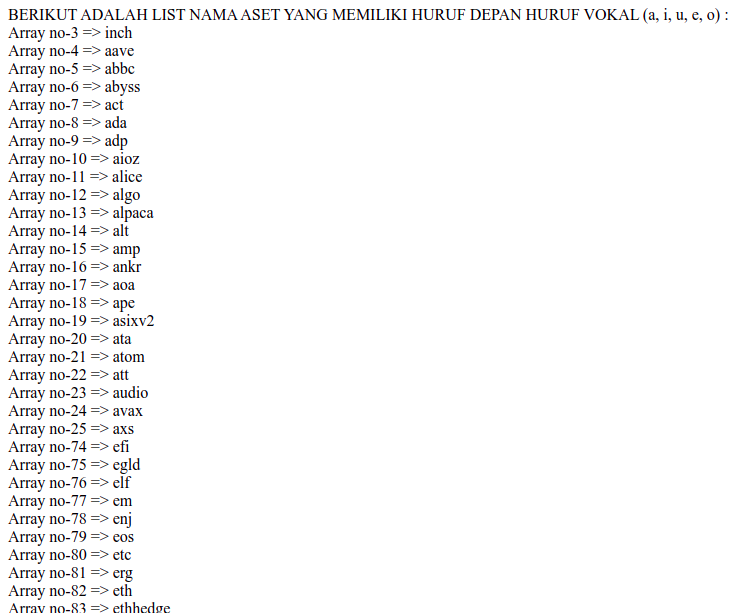 BERIKUT ADALAH LIST NAMA ASET YANG MEMILIKI HURUF DEPAN HURUF VOKAL (a, i, u, e, o) :
Array no-3 => inch
Array no-4 => aave
Array no-5 => abbc
Array no-6 => abyss
Array no-7 => act
Array no-8 => ada
Array no-9 => adp
Array no-10 => aioz
Array no-11 => alice
Array no-12 => algo
Array no-13 => alpaca
Array no-14 => alt
Array no-15 => amp
Array no-16 => ankr
Array no-17 => aoa
Array no-18 => ape
Array no-19 => asixv2
Array no-20 => ata
Array no-21 => atom
Array no-22 => att
Array no-23 => audio
Array no-24 => avax
Array no-25 => axs
Array no-74 => efi
Array no-75 => egld
Array no-76 => elf
Array no-77 => em
Array no-78 => enj
Array no-79 => eos
Array no-80 => etc
Array no-81 => erg
Array no-82 => eth
Array no-83 => ethhedge